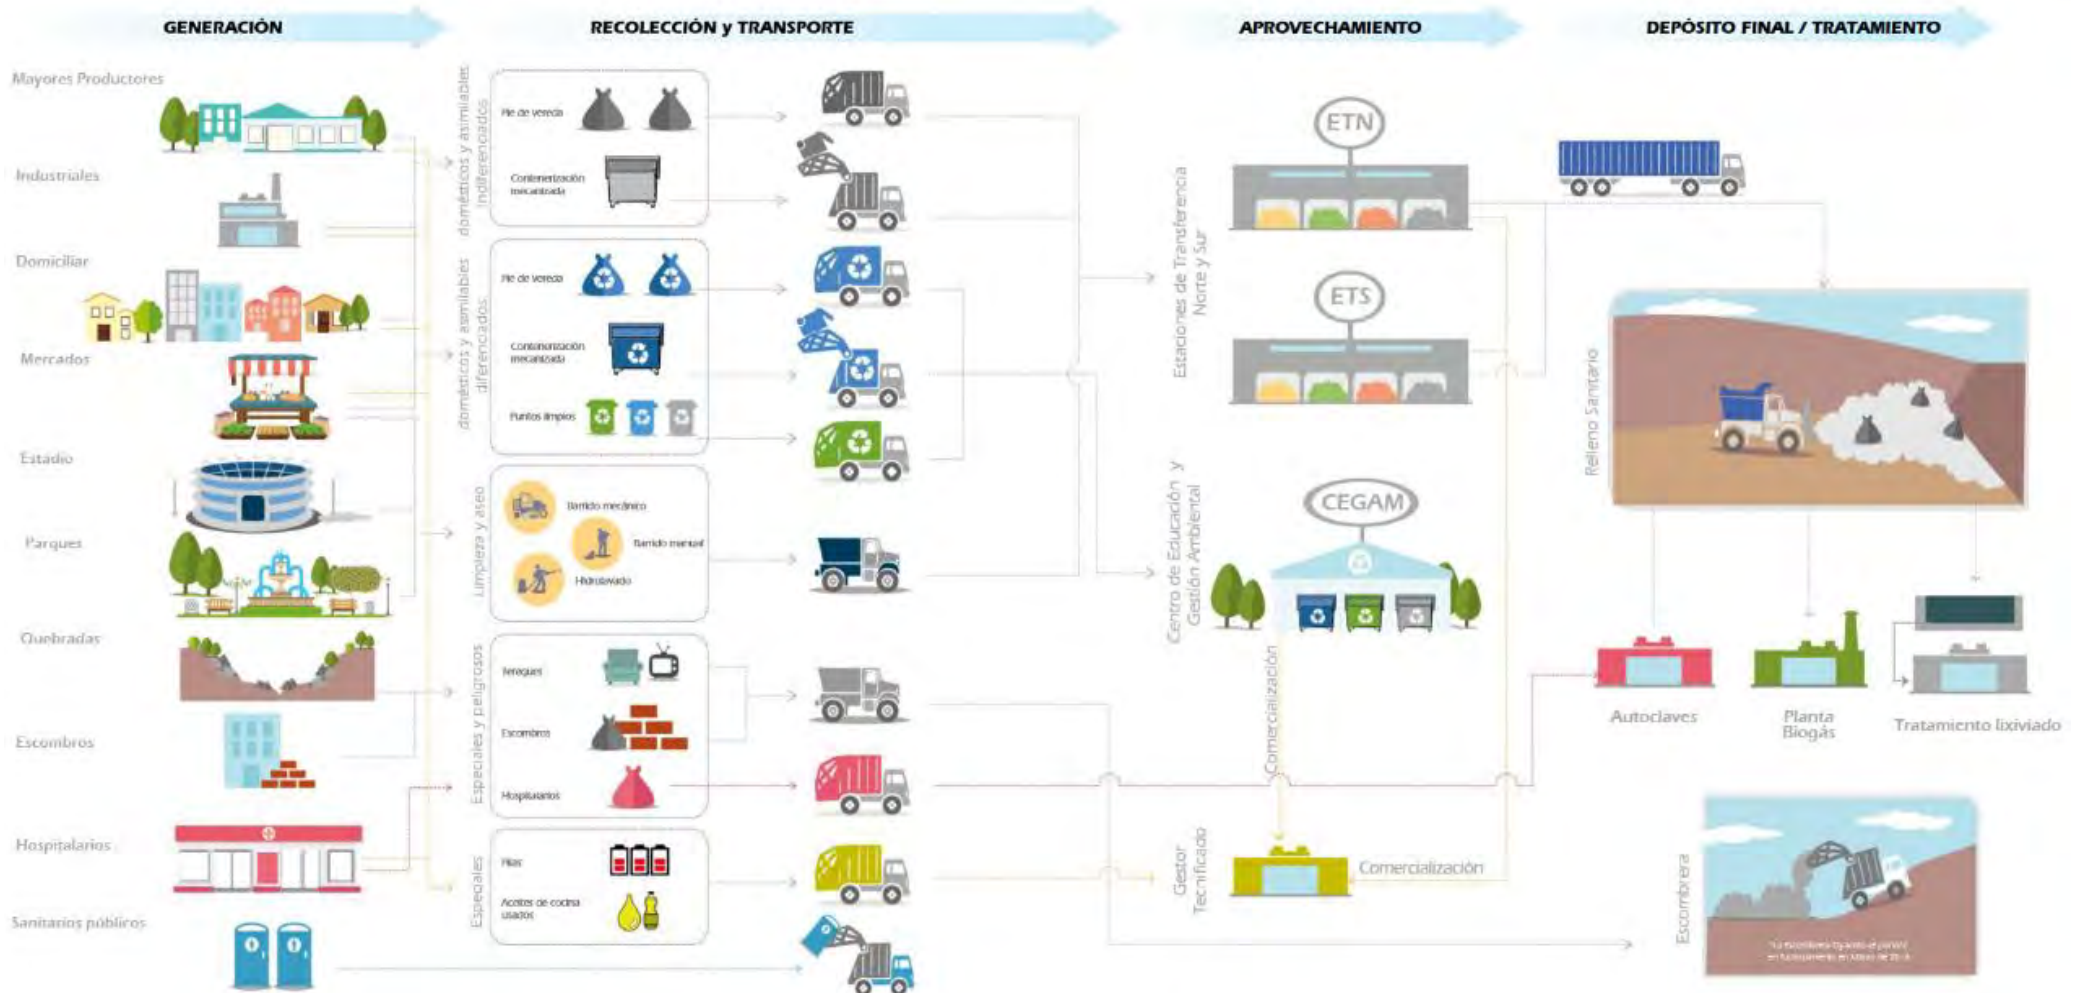 GENERACIÓN
RECOLECCIÓN y TRANSPORTE
APROVECHAMIENTO
DEPÓSITO FINAL / TRATAMIENTO
Mayores Productores
Industriales
Domiciliar
Mercados
Estadio
Parques
Quebradas
Escombros
Hospitalarios
Sanitarios públicos
domésticos y asimilables
indiferenciados
Pie de vereda
Contenerización
mecanizada
domésticos y asimilables
diferenciados
Pie de vereda
Contenerización
mecanizada
Puntos limpios
Limpieza y aseo
Barrido mecánico
Barrido manual
Hidrolavado
Especiales y peligrosos
Tereques
Escombros
Hospitalarios
Especiales
Pilas
Aceites de cocina
usados
Estaciones de Transferencia
Norte y Sur
ETN
ETS
Centro de Educación y
Gestión Ambiental
CEGAM
Comercialización
Gestor
Tecnificado
Comercialización
Relleno Sanitario
Autoclaves
Planta
Biogás
Tratamiento lixiviado
Escombrera